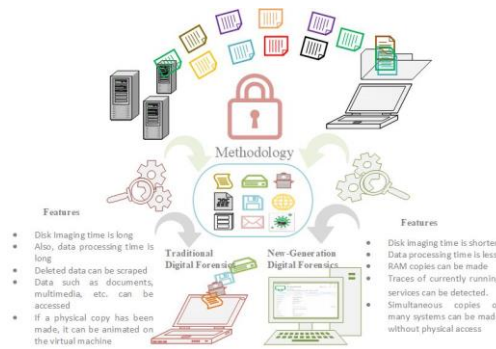 Methodology
Features
Disk Imaging time is long
Also, data processing time is
long
Deleted data can be scraped
Data such as documents,
multimedia, etc. can be
accessed
If a physical copy has been
made, it can be animated on
the virtual machine
Traditional
Digital Forensics
New-Generation
Digital Forensics
Features
Disk imaging time is shorte
Data processing time is less
RAM copies can be made
Traces of currently running
services can be detected.
Simultaneous copies o
many systems can be mad
without physical access